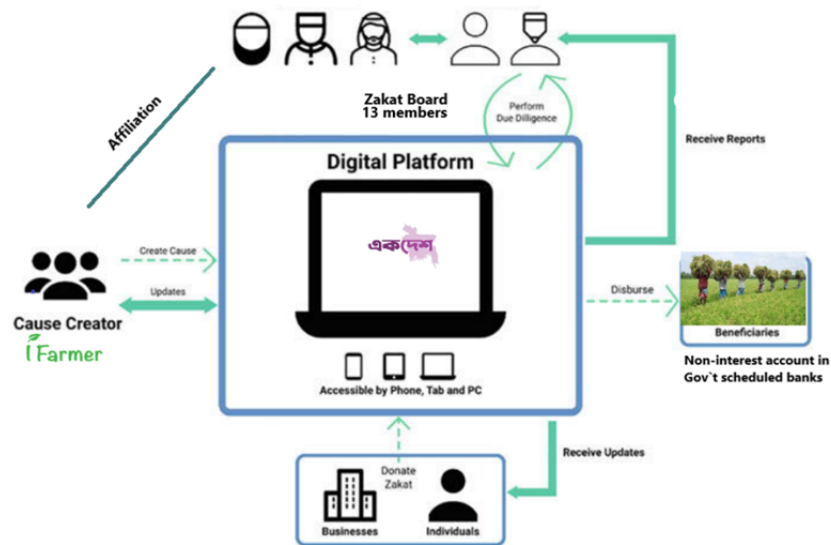 Zakat Board
13 members
Perform
Due Dilligence
Affiliation
Receive Reports
Digital Platform
একদেশ
Create Cause
Updates
Cause Creator
iFarmer
Disburse
Beneficiaries
Non-interest account in
Gov`t scheduled banks
Accessible by Phone, Tab and PC
Donate
Zakat
Receive Updates
Businesses
Individuals